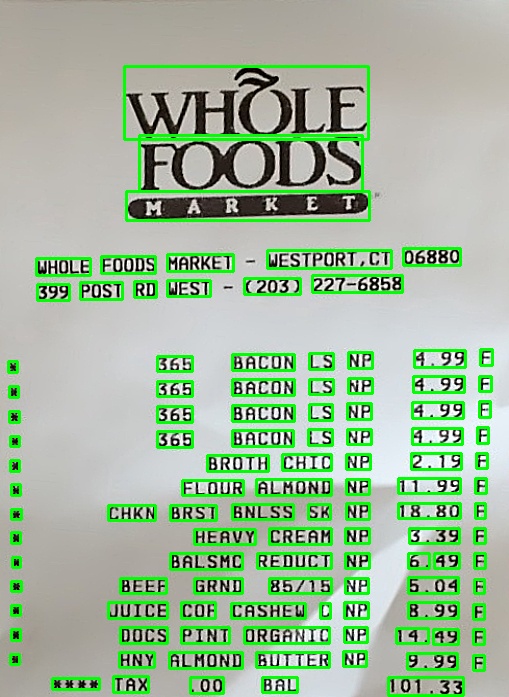 WHOLE
FOODS
MARKET
WHOLE FOODS MARKET - WESTPORT,CT 06880
399 POST RD WEST - (203) 227-6858
* 365 BACON LS NP 4.99 F
* 365 BACON LS NP 4.99 F
* 365 BACON LS NP 4.99 F
* 365 BACON LS NP 4.99 F
* BROTH CHIC NP 2.19 F
* FLOUR ALMOND NP 11.99 F
* CHKN BRST BNLSS SK NP 18.80 F
* HEAVY CREAM NP 3.39 F
* BALSMC REDUCT NP 6.49 F
* BEEF GRND 85/15 NP 5.04 F
* JUICE COF CASHEW C NP 8.99 F
* DOCS PINT ORGANIC NP 14.49 F
* HNY ALMOND BUTTER NP 9.99 F
**** TAX .00 BAL 101.33